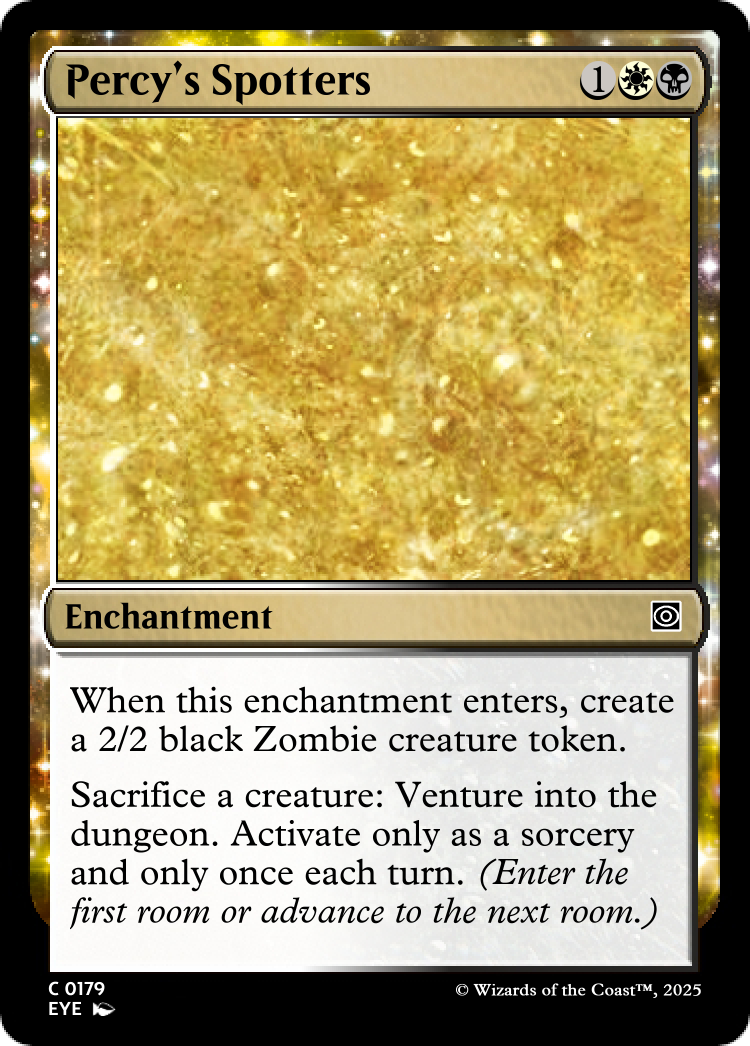 Percy's Spotters 1
Enchantment
When this enchantment enters, create
a 2/2 black Zombie creature token.
Sacrifice a creature: Venture into the
dungeon. Activate only as a sorcery
and only once each turn. (Enter the
first room or advance to the next room.)
C 0179
EYE
© Wizards of the Coast™, 2025